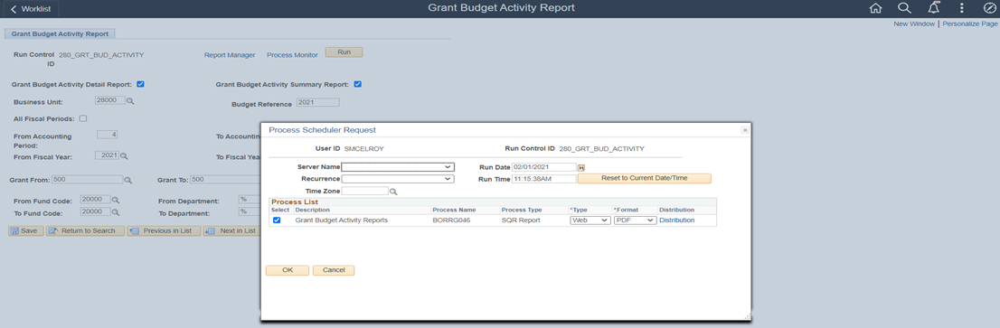 Worklist
Grant Budget Activity Report
New Window | Personalize Page
Grant Budget Activity Report
Run Control ID 280_GRT_BUD_ACTIVITY Report Manager Process Monitor Run
Grant Budget Activity Detail Report: Grant Budget Activity Summary Report:
Business Unit: 28000 Budget Reference 2021
All Fiscal Periods:
From Accounting Period: 4 To Accountin
From Fiscal Year: 2021 To Fiscal Yea
Grant From: 500 Grant To: 500
From Fund Code: 20000 From Department: %
To Fund Code: 20000 To Department: %
Save Return to Search Previous in List Next in List
Process Scheduler Request
User ID SMCELROY Run Control ID 280_GRT_BUD_ACTIVITY
Server Name Run Date 02/01/2021
Recurrence Run Time 11:15:38AM Reset to Current Date/Time
Time Zone
Process List
Select Description Process Name Process Type *Type *Format Distribution
Grant Budget Activity Reports BORRG046 SQR Report Web PDF Distribution
OK Cancel